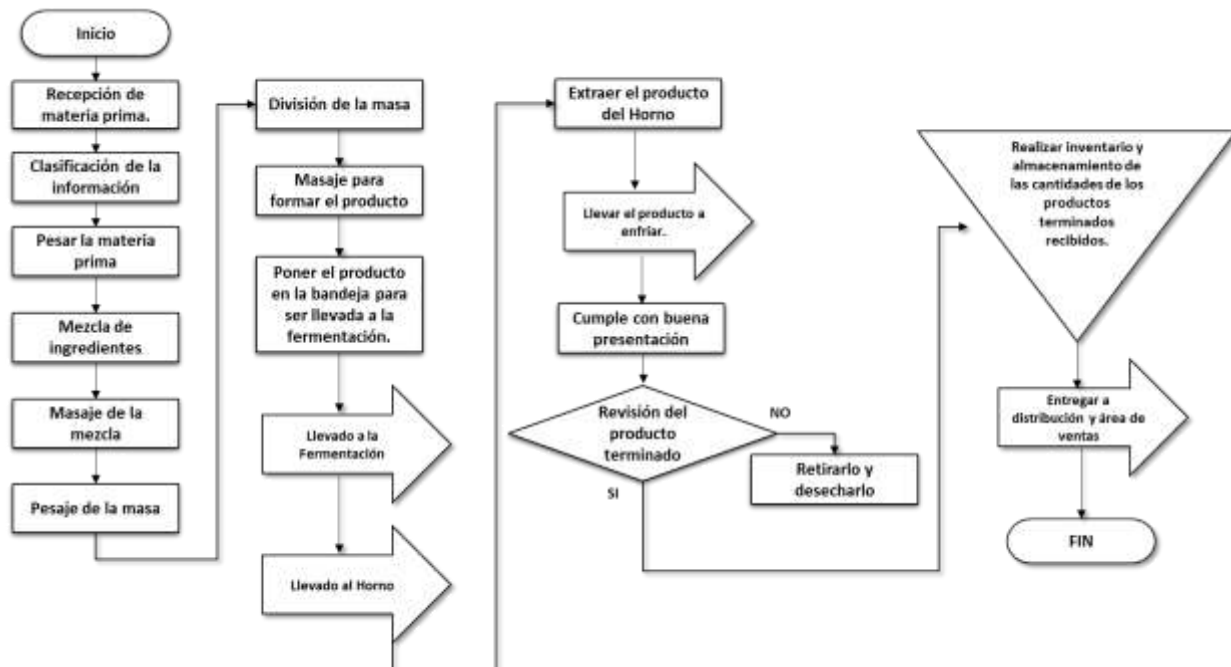 Inicio
Recepción de
materia prima.
Clasificación de la
información
Pesar la materia
prima
Mezcla de
ingredientes
Masaje de la
mezcla
Pesaje de la masa
División de la masa
Masaje para
formar el producto
Poner el producto
en la bandeja para
ser llevada a la
fermentación.
Llevado a la
Fermentación
Llevado al Horno
Extraer el producto
del Horno
Llevar el producto a
enfriar.
Cumple con buena
presentación
Revisión del
producto
terminado
NO
Retirarlo y
desecharlo
SI
Realizar inventario y
almacenamiento de
las cantidades de los
productos
terminados
recibidos.
Entregar a
distribución y área de
ventas
FIN